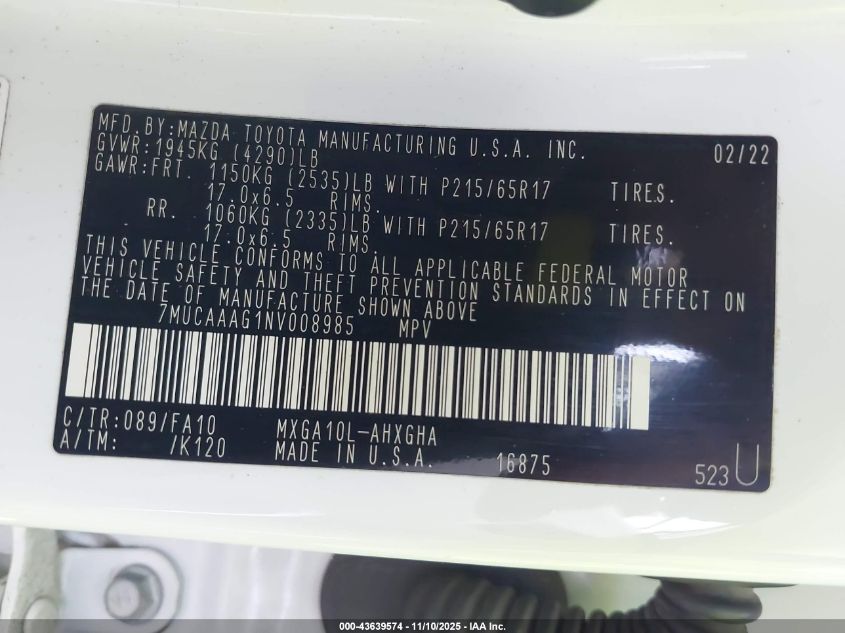 MFD.BY:MAZDA TOYOTA MANUFACTURING U.S.A. INC. 02/22
GVWR:1945KG (4290)LB
GAWR:FRT. 1150KG (2535)LB WITH P215/65R17 TIRES.
17.0x6.5 RIMS.
RR. 1060KG (2335)LB WITH P215/65R17 TIRES.
17.0x6.5 RIMS.
THIS VEHICLE CONFORMS TO ALL APPLICABLE FEDERAL MOTOR
VEHICLE SAFETY AND THEFT PREVENTION STANDARDS IN EFFECT ON
THE DATE OF MANUFACTURE SHOWN ABOVE
7MUCAAAG1NV008985 MPV
C/TR:089/FA10 MXGA10L-AHXGHA
A/TM: /K120 MADE IN U.S.A. 16875 523 U
000-43639574 — 11/10/2025 — IAA Inc.